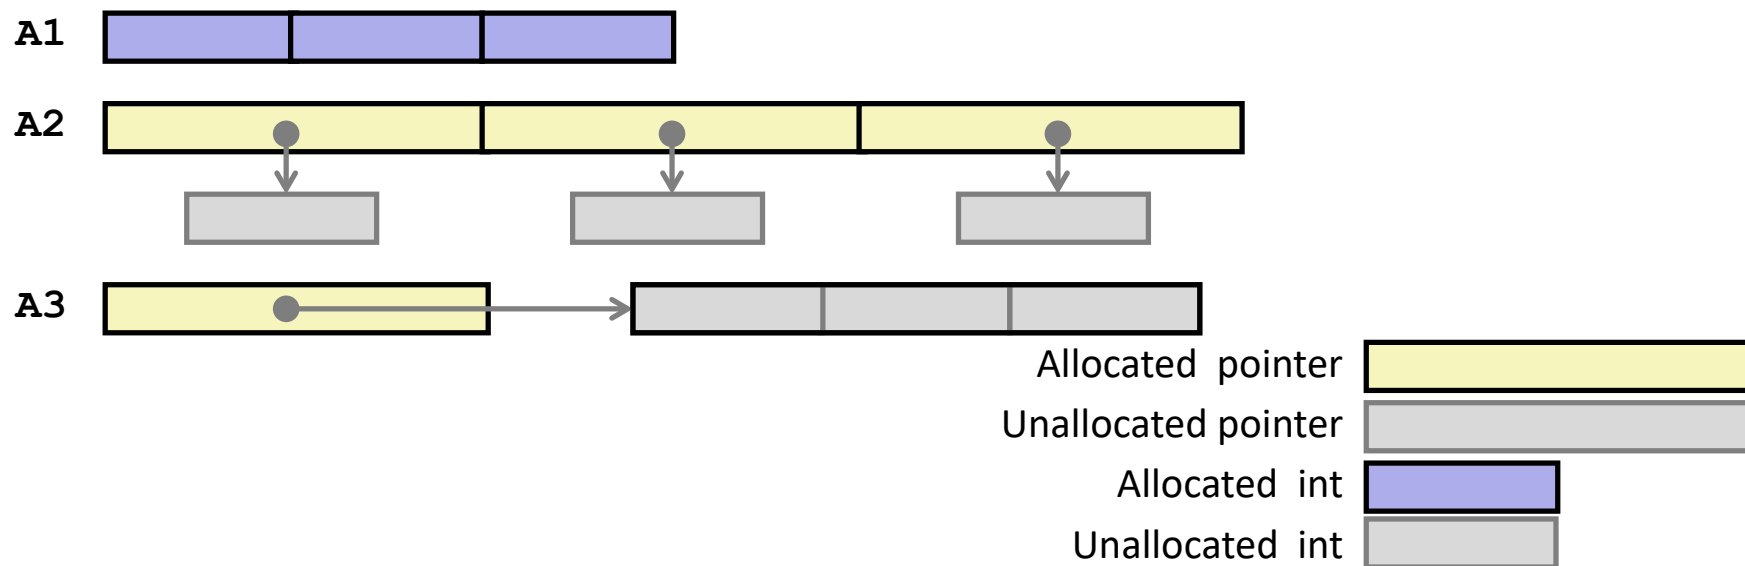 A1
A2
A3
Allocated pointer
Unallocated pointer
Allocated int
Unallocated int